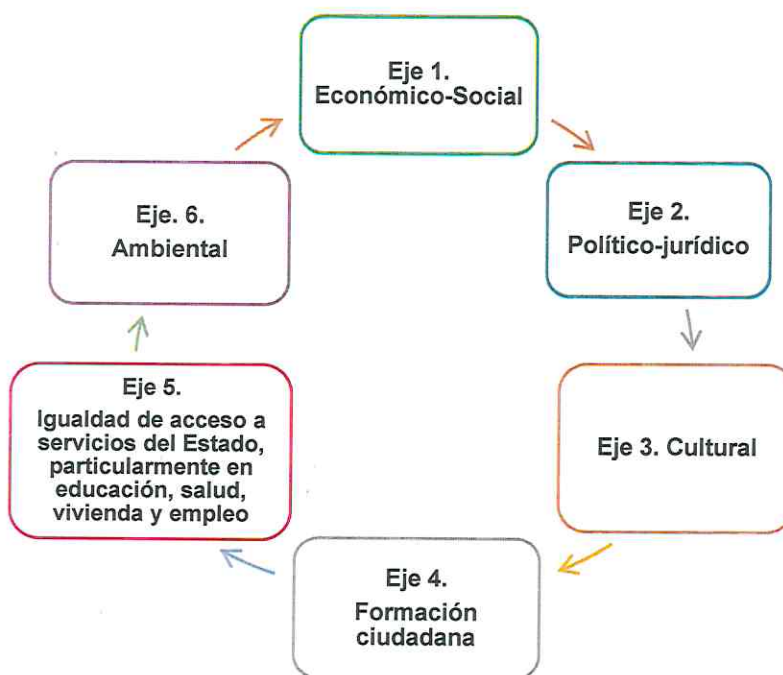 Eje 1.
Económico-Social
Eje 2.
Político-jurídico
Eje 3. Cultural
Eje 4.
Formación
ciudadana
Eje 5.
Igualdad de acceso a
servicios del Estado,
particularmente en
educación, salud,
vivienda y empleo
Eje. 6.
Ambiental